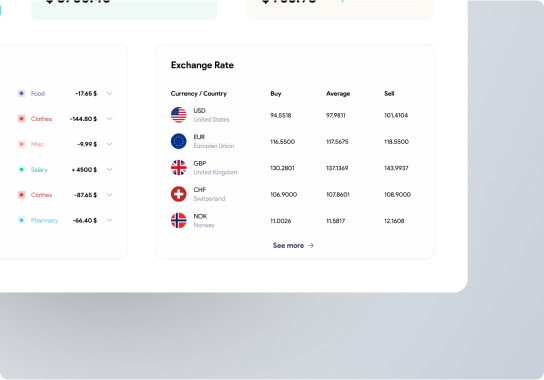 Food -17.65 $
Clothes -144.80 $
Misc -9.99 $
Salary + 4500 $
Clothes -87.65 $
Pharmacy -66.40 $
Exchange Rate
Currency / Country Buy Average Sell
USD
United States
94.5518 97.9811 101.4104
EUR
Europian Union
116.5500 117.5675 118.5500
GBP
United Kingdom
130.2801 137.1369 143.9937
CHF
Switzerland
106.9000 107.8601 108.9000
NOK
Norway
11.0026 11.5817 12.1608
See more →